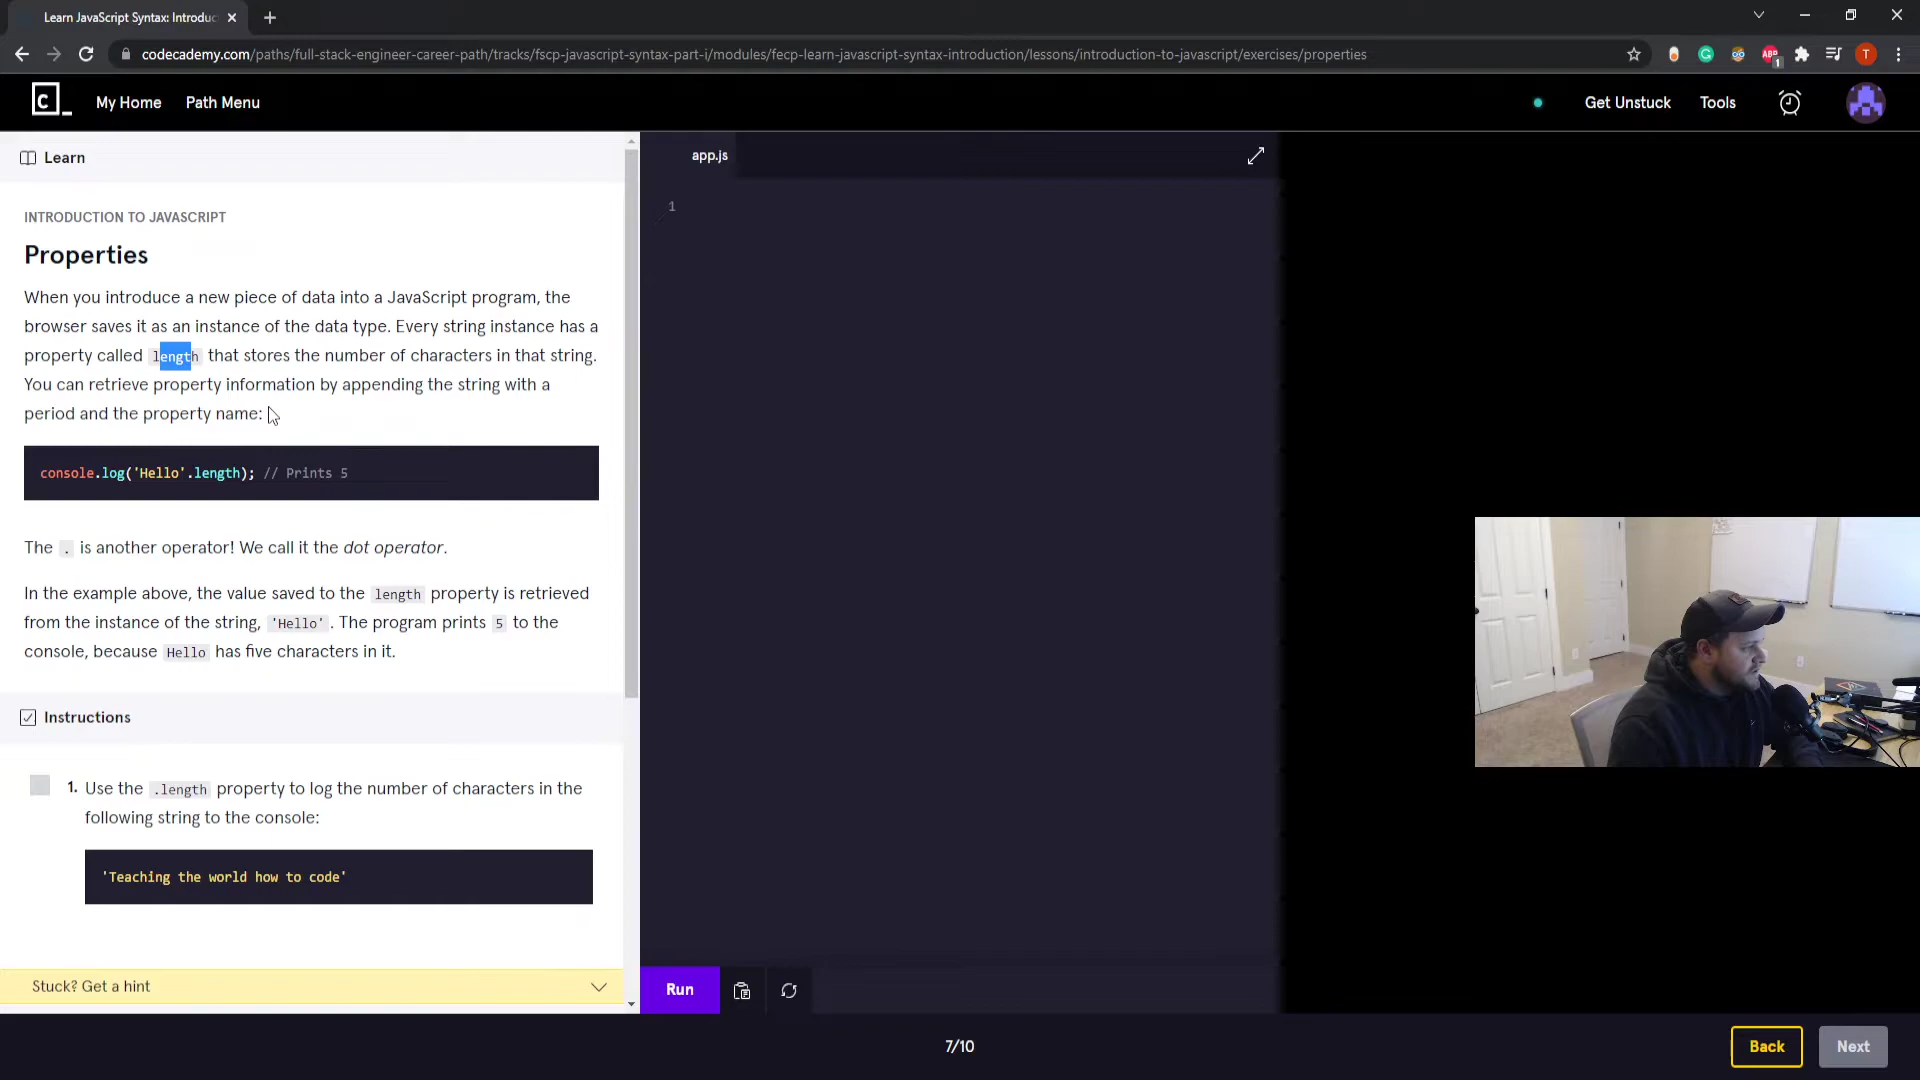 Learn JavaScript Syntax: Introduc
codecademy.com/paths/full-stack-engineer-career-path/tracks/fscp-javascript-syntax-part-i/modules/fecp-learn-javascript-syntax-introduction/lessons/introduction-to-javascript/exercises/properties
ABP
1
T
C_
My Home
Path Menu
Get Unstuck
Tools
Learn
app.js
INTRODUCTION TO JAVASCRIPT
1
Properties
When you introduce a new piece of data into a JavaScript program, the
browser saves it as an instance of the data type. Every string instance has a
property called length that stores the number of characters in that string.
You can retrieve property information by appending the string with a
period and the property name:
console.log('Hello'.length); // Prints 5
The . is another operator! We call it the dot operator.
In the example above, the value saved to the length property is retrieved
from the instance of the string, 'Hello'. The program prints 5 to the
console, because Hello has five characters in it.
Instructions
1. Use the .length property to log the number of characters in the
following string to the console:
'Teaching the world how to code'
Stuck? Get a hint
Run
7/10
Back
Next